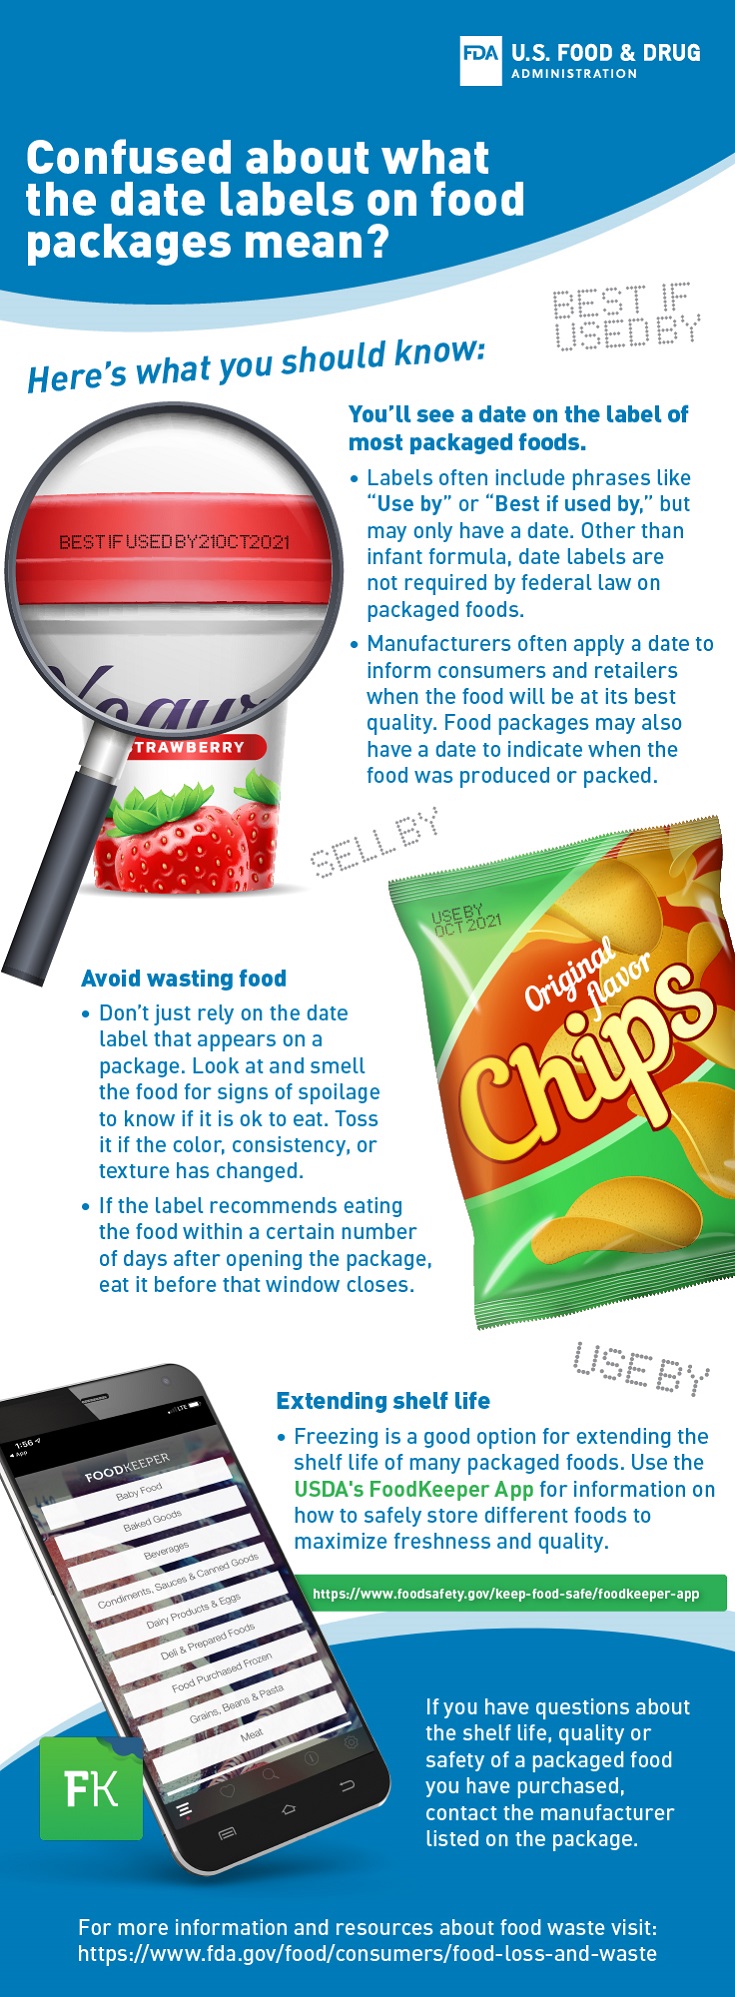 FDA U.S. FOOD & DRUG
ADMINISTRATION
Confused about what
the date labels on food
packages mean?
BEST IF
USED BY
Here's what you should know:
BEST IF USED BY 21 OCT 2021
Yogur
TRAWBERRY
You'll see a date on the label of
most packaged foods.
• Labels often include phrases like
“Use by” or “Best if used by,” but
may only have a date. Other than
infant formula, date labels are
not required by federal law on
packaged foods.
• Manufacturers often apply a date to
inform consumers and retailers
when the food will be at its best
quality. Food packages may also
have a date to indicate when the
food was produced or packed.
SELL BY
USE BY
OCT 2021
Original
flavor
Chips
Avoid wasting food
• Don't just rely on the date
label that appears on a
package. Look at and smell
the food for signs of spoilage
to know if it is ok to eat. Toss
it if the color, consistency, or
texture has changed.
• If the label recommends eating
the food within a certain number
of days after opening the package,
eat it before that window closes.
USE BY
Extending shelf life
• Freezing is a good option for extending the
shelf life of many packaged foods. Use the
USDA's FoodKeeper App for information on
how to safely store different foods to
maximize freshness and quality.
https://www.foodsafety.gov/keep-food-safe/foodkeeper-app
1:56
App
LTE
FOODKEEPER
Baby Food
Baked Goods
Beverages
Condiments, Sauces & Canned Goods
Dairy Products & Eggs
Deli & Prepared Foods
Food Purchased Frozen
Grains, Beans & Pasta
Meat
FK
If you have questions about
the shelf life, quality or
safety of a packaged food
you have purchased,
contact the manufacturer
listed on the package.
For more information and resources about food waste visit:
https://www.fda.gov/food/consumers/food-loss-and-waste